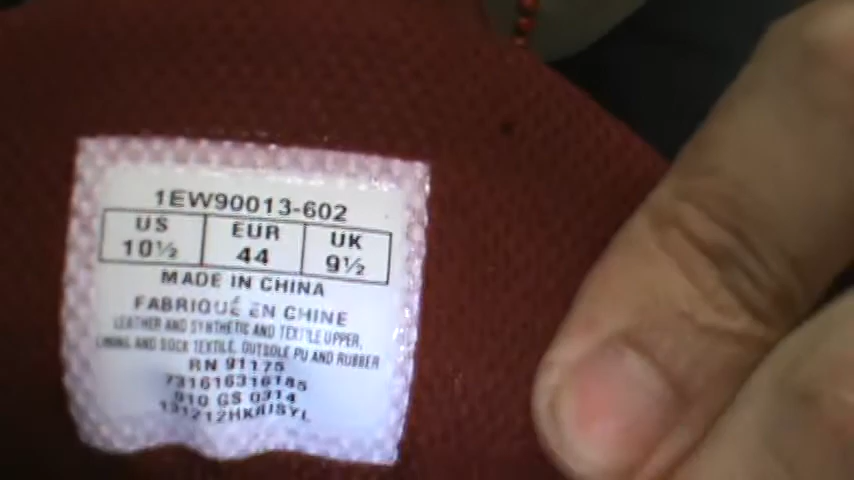 1EW90013-602
US EUR UK
10½ 44 9½
MADE IN CHINA
FABRIQUÉ EN CHINE
LEATHER AND SYNTHETIC AND TEXTILE UPPER,
LINING AND SOCK TEXTILE, OUTSOLE PU AND RUBBER
RN 91175
731616316185
910 GS 0314